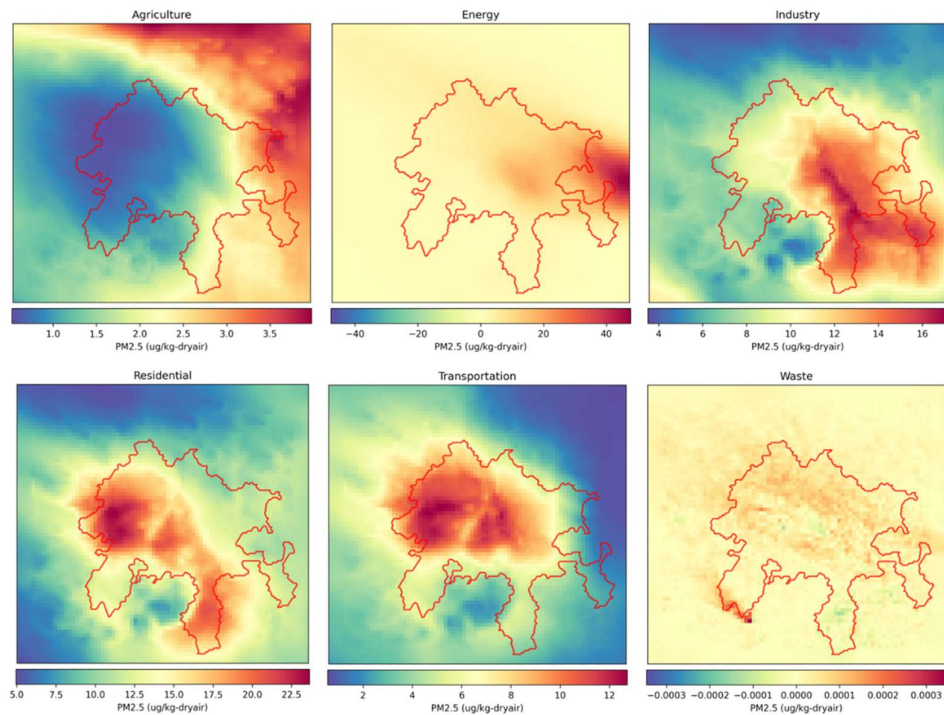 Agriculture
Energy
Industry
1.0 1.5 2.0 2.5 3.0 3.5
PM2.5 (ug/kg-dryair)
−40 −20 0 20 40
PM2.5 (ug/kg-dryair)
4 6 8 10 12 14 16
PM2.5 (ug/kg-dryair)
Residential
Transportation
Waste
5.0 7.5 10.0 12.5 15.0 17.5 20.0 22.5
PM2.5 (ug/kg-dryair)
2 4 6 8 10 12
PM2.5 (ug/kg-dryair)
−0.0003 −0.0002 −0.0001 0.0000 0.0001 0.0002 0.0003
PM2.5 (ug/kg-dryair)